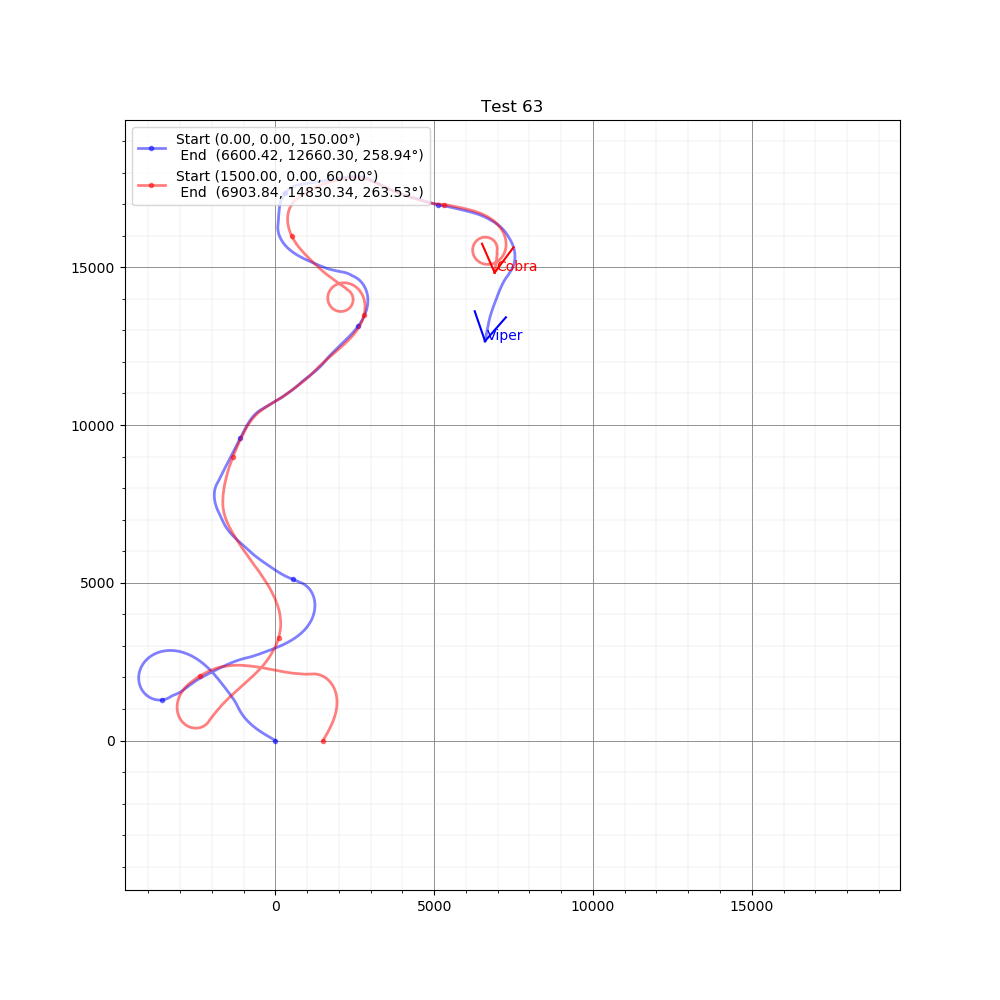 Test 63
Start (0.00, 0.00, 150.00°)
End (6600.42, 12660.30, 258.94°)
Start (1500.00, 0.00, 60.00°)
End (6903.84, 14830.34, 263.53°)
15000
10000
5000
0
Cobra
Viper
0 5000 10000 15000